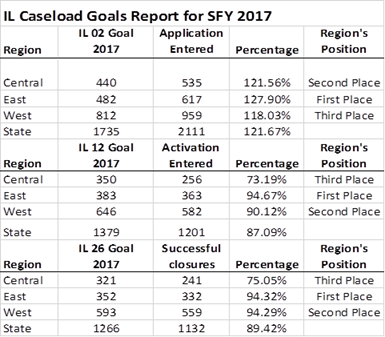 IL Caseload Goals Report for SFY 2017
Region IL 02 Goal 2017 Application Entered Percentage Region's Position
Central 440 535 121.56% Second Place
East 482 617 127.90% First Place
West 812 959 118.03% Third Place
State 1735 2111 121.67%
Region IL 12 Goal 2017 Activation Entered Percentage Region's Position
Central 350 256 73.19% Third Place
East 383 363 94.67% First Place
West 646 582 90.12% Second Place
State 1379 1201 87.09%
Region IL 26 Goal 2017 Successful closures Percentage Region's Position
Central 321 241 75.05% Third Place
East 352 332 94.32% First Place
West 593 559 94.29% Second Place
State 1266 1132 89.42%